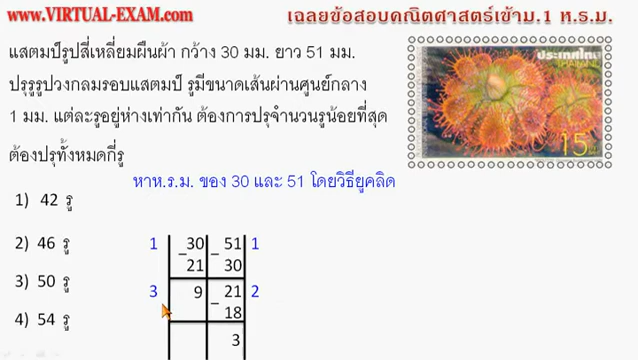 www.VIRTUAL-EXAM.com
เฉลยข้อสอบคณิตศาสตร์เข้าม.1 ห.ร.ม.
แสตมป์รูปสี่เหลี่ยมผืนผ้า กว้าง 30 มม. ยาว 51 มม.
ปรุรูรูปวงกลมรอบแสตมป์ รูมีขนาดเส้นผ่านศูนย์กลาง
1 มม. แต่ละรูอยู่ห่างเท่ากัน ต้องการปรุจำนวนรูน้อยที่สุด
ต้องปรุทั้งหมดกี่รู
ประเทศไทย
THAILAND
15
หาห.ร.ม. ของ 30 และ 51 โดยวิธียูคลิด
1) 42 รู
2) 46 รู
3) 50 รู
4) 54 รู
1 30 51 1
– 21 – 30
3 9 21 2
– 18
3